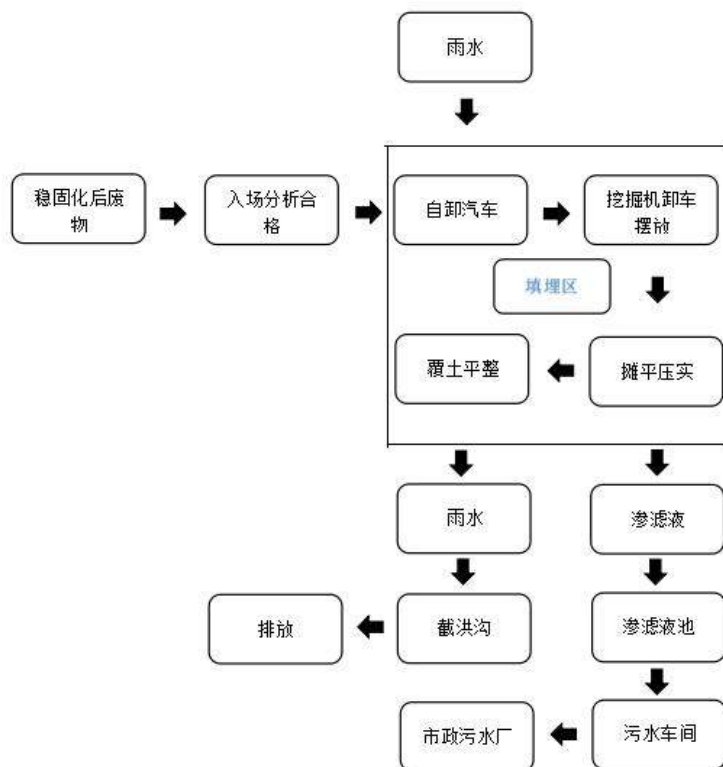 雨水
稳固化后废
物
入场分析合
格
自卸汽车
挖掘机卸车
摆放
填埋区
覆土平整
摊平压实
雨水
渗滤液
排放
截洪沟
渗滤液池
市政污水厂
污水车间